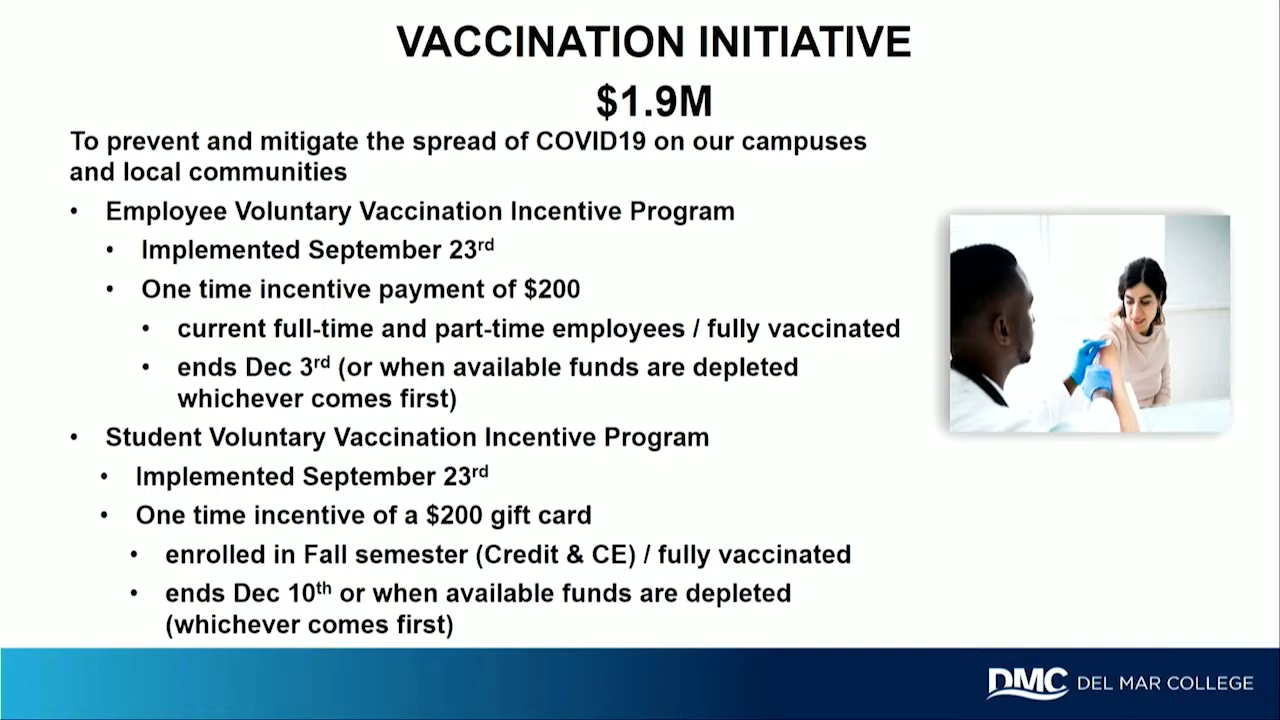 VACCINATION INITIATIVE
$1.9M
To prevent and mitigate the spread of COVID19 on our campuses
and local communities
• Employee Voluntary Vaccination Incentive Program
• Implemented September 23rd
• One time incentive payment of $200
• current full-time and part-time employees / fully vaccinated
• ends Dec 3rd (or when available funds are depleted
whichever comes first)
• Student Voluntary Vaccination Incentive Program
• Implemented September 23rd
• One time incentive of a $200 gift card
• enrolled in Fall semester (Credit & CE) / fully vaccinated
• ends Dec 10th or when available funds are depleted
(whichever comes first)
DMC DEL MAR COLLEGE